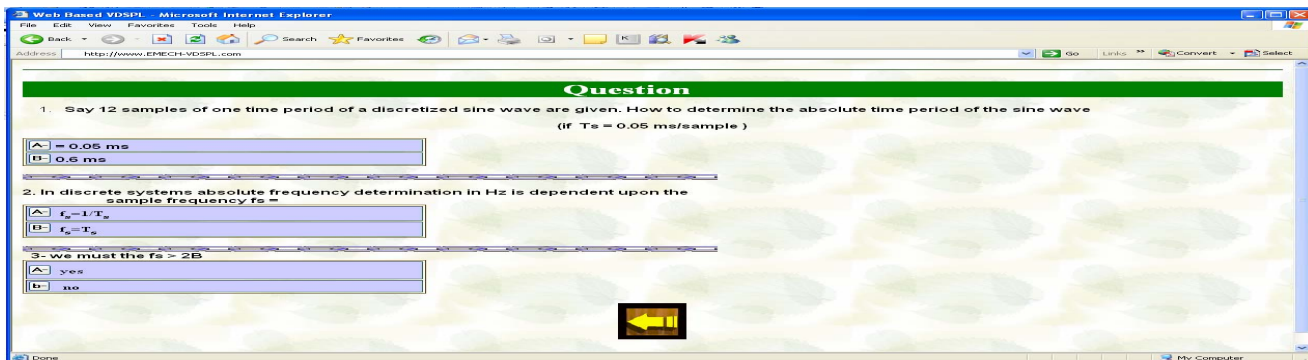 Web Based VDSPL - Microsoft Internet Explorer
File Edit View Favorites Tools Help
Back Search Favorites
Address http://www.EMECH-VDSPL.com Go Links » Convert Select
Question
1. Say 12 samples of one time period of a discretized sine wave are given. How to determine the absolute time period of the sine wave
(if Ts = 0.05 ms/sample )
A- = 0.05 ms
B- 0.6 ms
2. In discrete systems absolute frequency determination in Hz is dependent upon the
sample frequency fs =
A- fs=1/Ts
B- fs=Ts
3- we must the fs > 2B
A- yes
b- no
Done My Computer